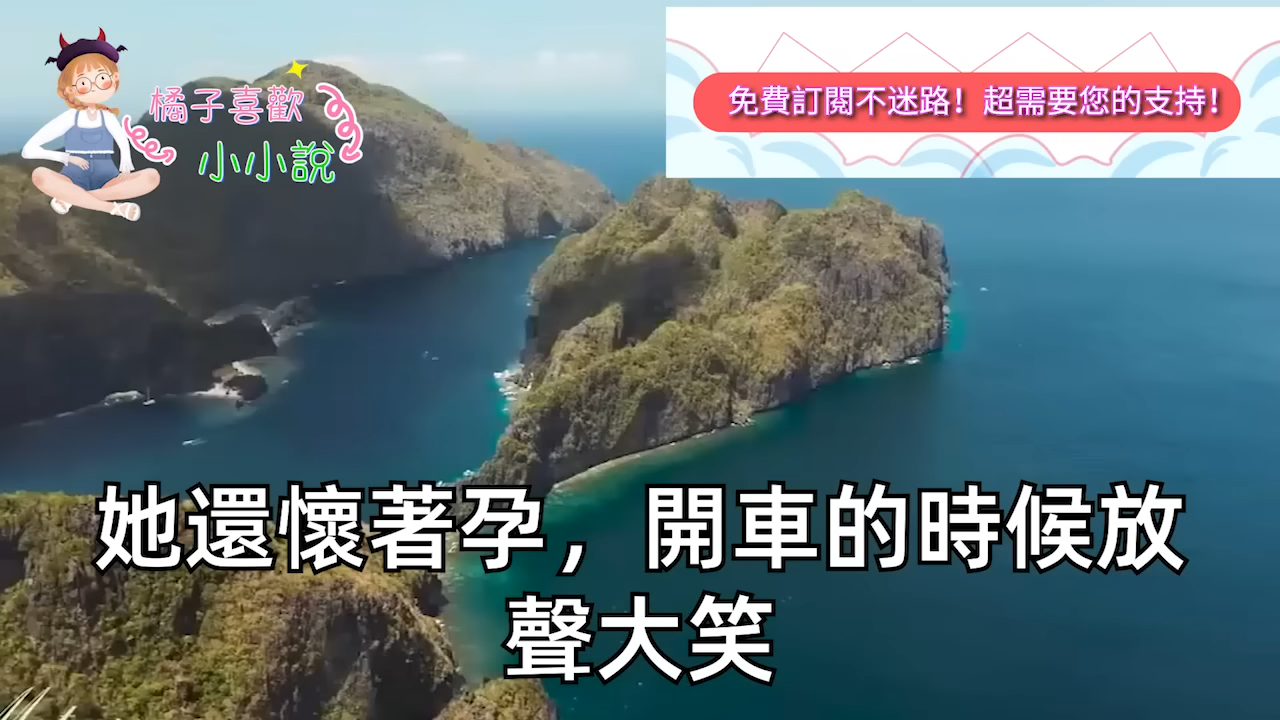 橘子喜歡
小小說
免費訂閱不迷路！超需要您的支持！
她還懷著孕，開車的時候放
聲大笑